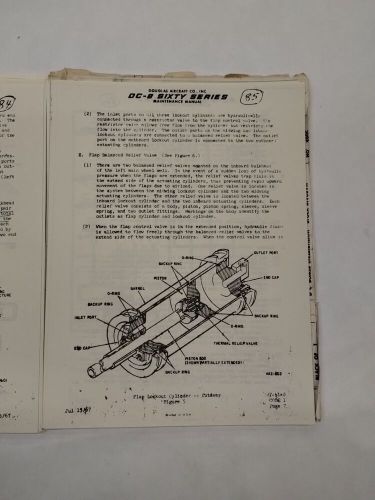 DOUGLAS AIRCRAFT CO., INC.
DC-8 SIXTY SERIES
MAINTENANCE MANUAL
85
(2) The inlet ports on all three lockout cylinders are hydraulically
connected through a restrictor valve to the flap control valve. The
restrictor valve allows free flow from the cylinder but restricts the
flow into the cylinder. The outlet ports on the sliding and inboard
lockout cylinders are connected to a balanced relief valve. The outlet
port on the outboard lockout cylinder is connected to the two outboard
actuating cylinders.
E. Flap Balanced Relief Valve (See Figure 6.)
(1) There are two balanced relief valves mounted on the inboard bulkhead
of the left main wheel well. In the event of a sudden loss of hydraulic
pressure when the flaps are extended, the relief valves trap fluid in
the extend side of the actuating cylinders, thus preventing rapid upward
movement of the flaps due to airload. One relief valve is located in
the system between the sliding lockout cylinder and the two sliding
actuating cylinders. The other relief valve is located between the
inboard lockout cylinder and the two inboard actuating cylinders. Each
relief valve consists of a body, piston, piston spring, sleeve, sleeve
spring, and two outlet fittings. Markings on the body identify the
outlets as flap cylinder and lockout cylinder.
(2) When the flap control valve is in the extend position, hydraulic fluid
is allowed to flow freely through the balanced relief valves to the
extend side of the actuating cylinders. When the control valve is
O-RING
OUTLET PORT
BACKUP RING
PISTON
END CAP
BARREL
O-RING
BACKUP RING
INLET PORT
BACKUP RING
O-RING
THERMAL RELIEF VALVE
END CAP
PISTON ROD
(SHOWN PARTIALLY EXTENDED)
BACKUP RING
O-RING
Flap Lockout Cylinder -- Cutaway
Figure 5
CODE 1
Page 7
Jul 15/67